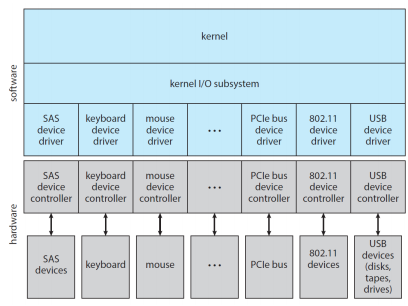 kernel
software
kernel I/O subsystem
SAS
device
driver
keyboard
device
driver
mouse
device
driver
• • •
PCIe bus
device
driver
802.11
device
driver
USB
device
driver
hardware
SAS
device
controller
keyboard
device
controller
mouse
device
controller
• • •
PCIe bus
device
controller
802.11
device
controller
USB
device
controller
SAS
devices
keyboard
mouse
• • •
PCIe bus
802.11
devices
USB
devices
(disks,
tapes,
drives)